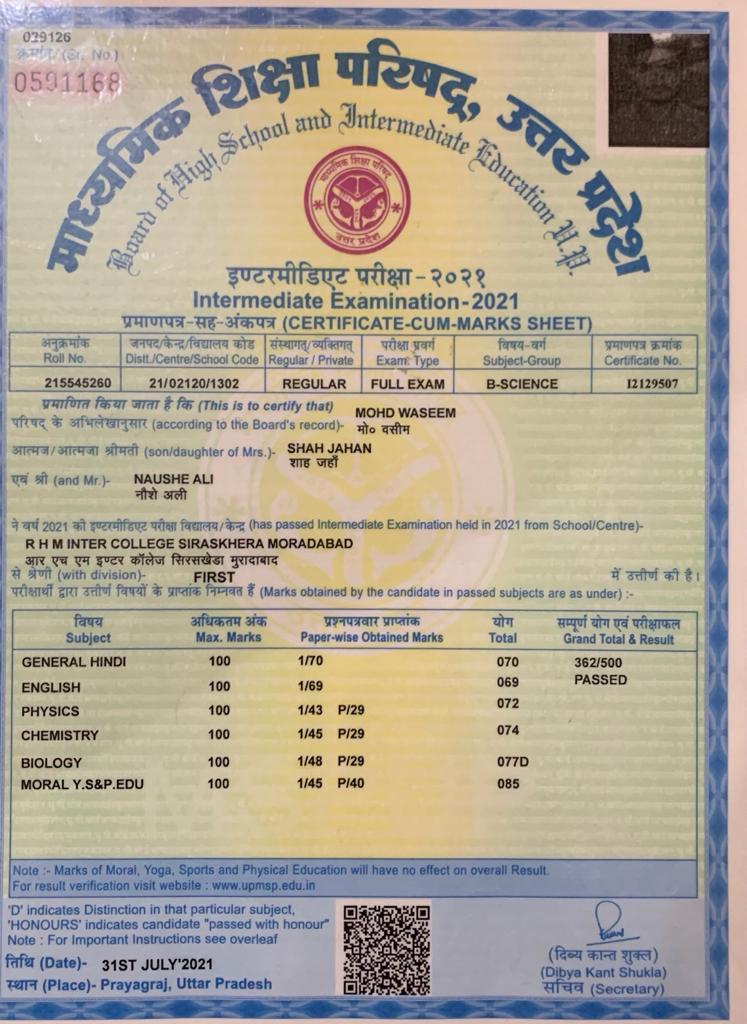 029126
क्रमांक/(Sr. No.)
0591168
माध्यमिक शिक्षा परिषद्, उत्तर प्रदेश
Board of High School and Intermediate Education U.P.
माध्यमिक शिक्षा परिषद्
उत्तर प्रदेश
इण्टरमीडिएट परीक्षा-२०२१
Intermediate Examination-2021
प्रमाणपत्र-सह-अंकपत्र (CERTIFICATE-CUM-MARKS SHEET)
अनुक्रमांक जनपद/केन्द्र/विद्यालय कोड संस्थागत्/व्यक्तिगत् परीक्षा प्रवर्ग विषय-वर्ग प्रमाणपत्र क्रमांक
Roll No. Distt./Centre/School Code Regular / Private Exam. Type Subject-Group Certificate No.
215545260 21/02120/1302 REGULAR FULL EXAM B-SCIENCE I2129507
प्रमाणित किया जाता है कि (This is to certify that) MOHD WASEEM
परिषद् के अभिलेखानुसार (according to the Board's record)- मो० वसीम
आत्मज/आत्मजा श्रीमती (son/daughter of Mrs.)- SHAH JAHAN
शाह जहाँ
एवं श्री (and Mr.)- NAUSHE ALI
नौशे अली
ने वर्ष 2021 की इण्टरमीडिएट परीक्षा विद्यालय/केन्द्र (has passed Intermediate Examination held in 2021 from School/Centre)-
R H M INTER COLLEGE SIRASKHERA MORADABAD
आर एच एम इण्टर कॉलेज सिरसखेडा मुरादाबाद
से श्रेणी (with division)- FIRST में उत्तीर्ण की है।
परीक्षार्थी द्वारा उत्तीर्ण विषयों के प्राप्तांक निम्नवत हैं (Marks obtained by the candidate in passed subjects are as under) :-
विषय अधिकतम अंक प्रश्नपत्रवार प्राप्तांक योग सम्पूर्ण योग एवं परीक्षाफल
Subject Max. Marks Paper-wise Obtained Marks Total Grand Total & Result
GENERAL HINDI 100 1/70 070 362/500
ENGLISH 100 1/69 069 PASSED
PHYSICS 100 1/43 P/29 072
CHEMISTRY 100 1/45 P/29 074
BIOLOGY 100 1/48 P/29 077D
MORAL Y.S&P.EDU 100 1/45 P/40 085
Note :- Marks of Moral, Yoga, Sports and Physical Education will have no effect on overall Result.
For result verification visit website : www.upmsp.edu.in
'D' indicates Distinction in that particular subject,
'HONOURS' indicates candidate "passed with honour"
Note : For Important Instructions see overleaf
तिथि (Date)- 31ST JULY'2021
स्थान (Place)- Prayagraj, Uttar Pradesh
(दिब्य कान्त शुक्ल)
(Dibya Kant Shukla)
सचिव (Secretary)